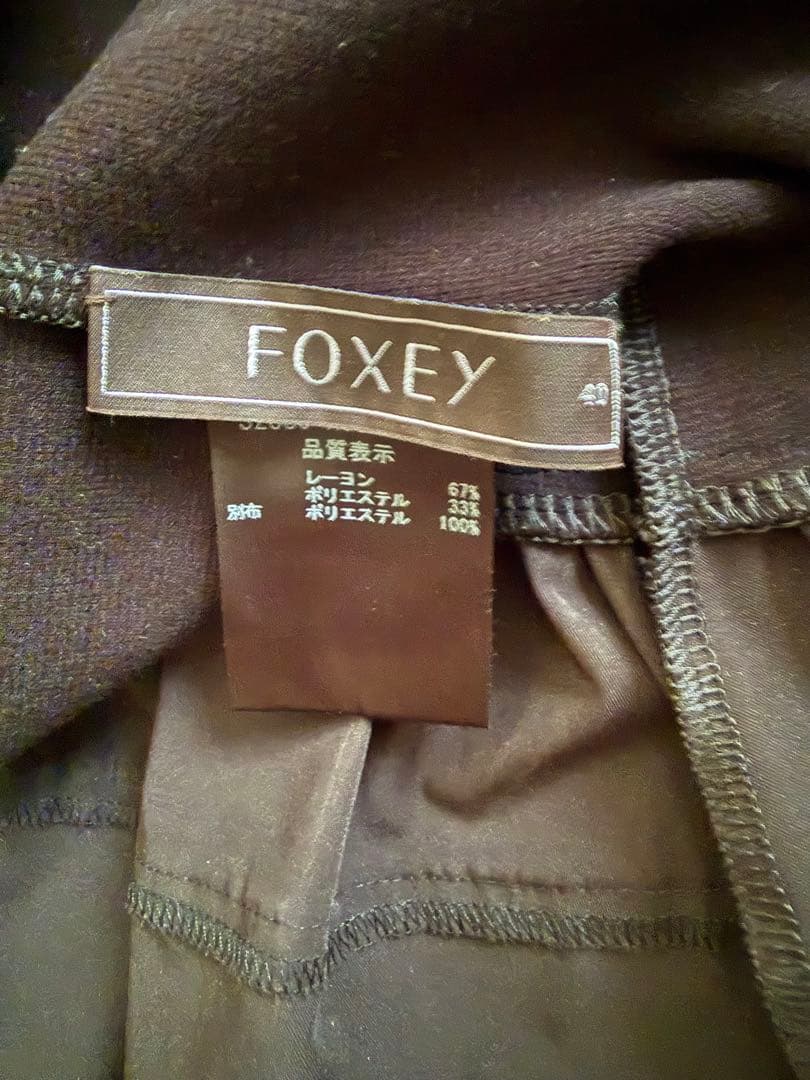 FOXEY
40
品質表示
レーヨン 67%
ポリエステル 33%
別布 ポリエステル 100%